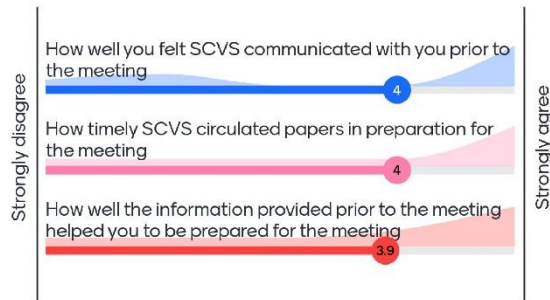 Strongly disagree
How well you felt SCVS communicated with you prior to
the meeting
4
How timely SCVS circulated papers in preparation for
the meeting
4
How well the information provided prior to the meeting
helped you to be prepared for the meeting
3.9
Strongly agree